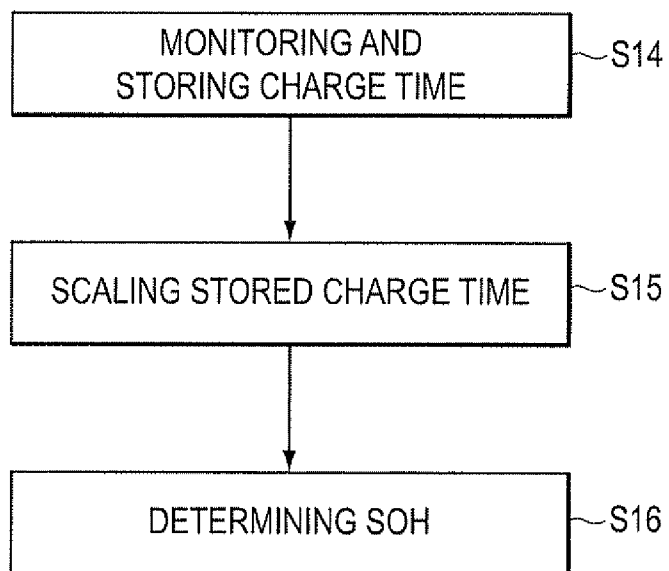 MONITORING AND
STORING CHARGE TIME
S14
SCALING STORED CHARGE TIME
S15
DETERMINING SOH
S16